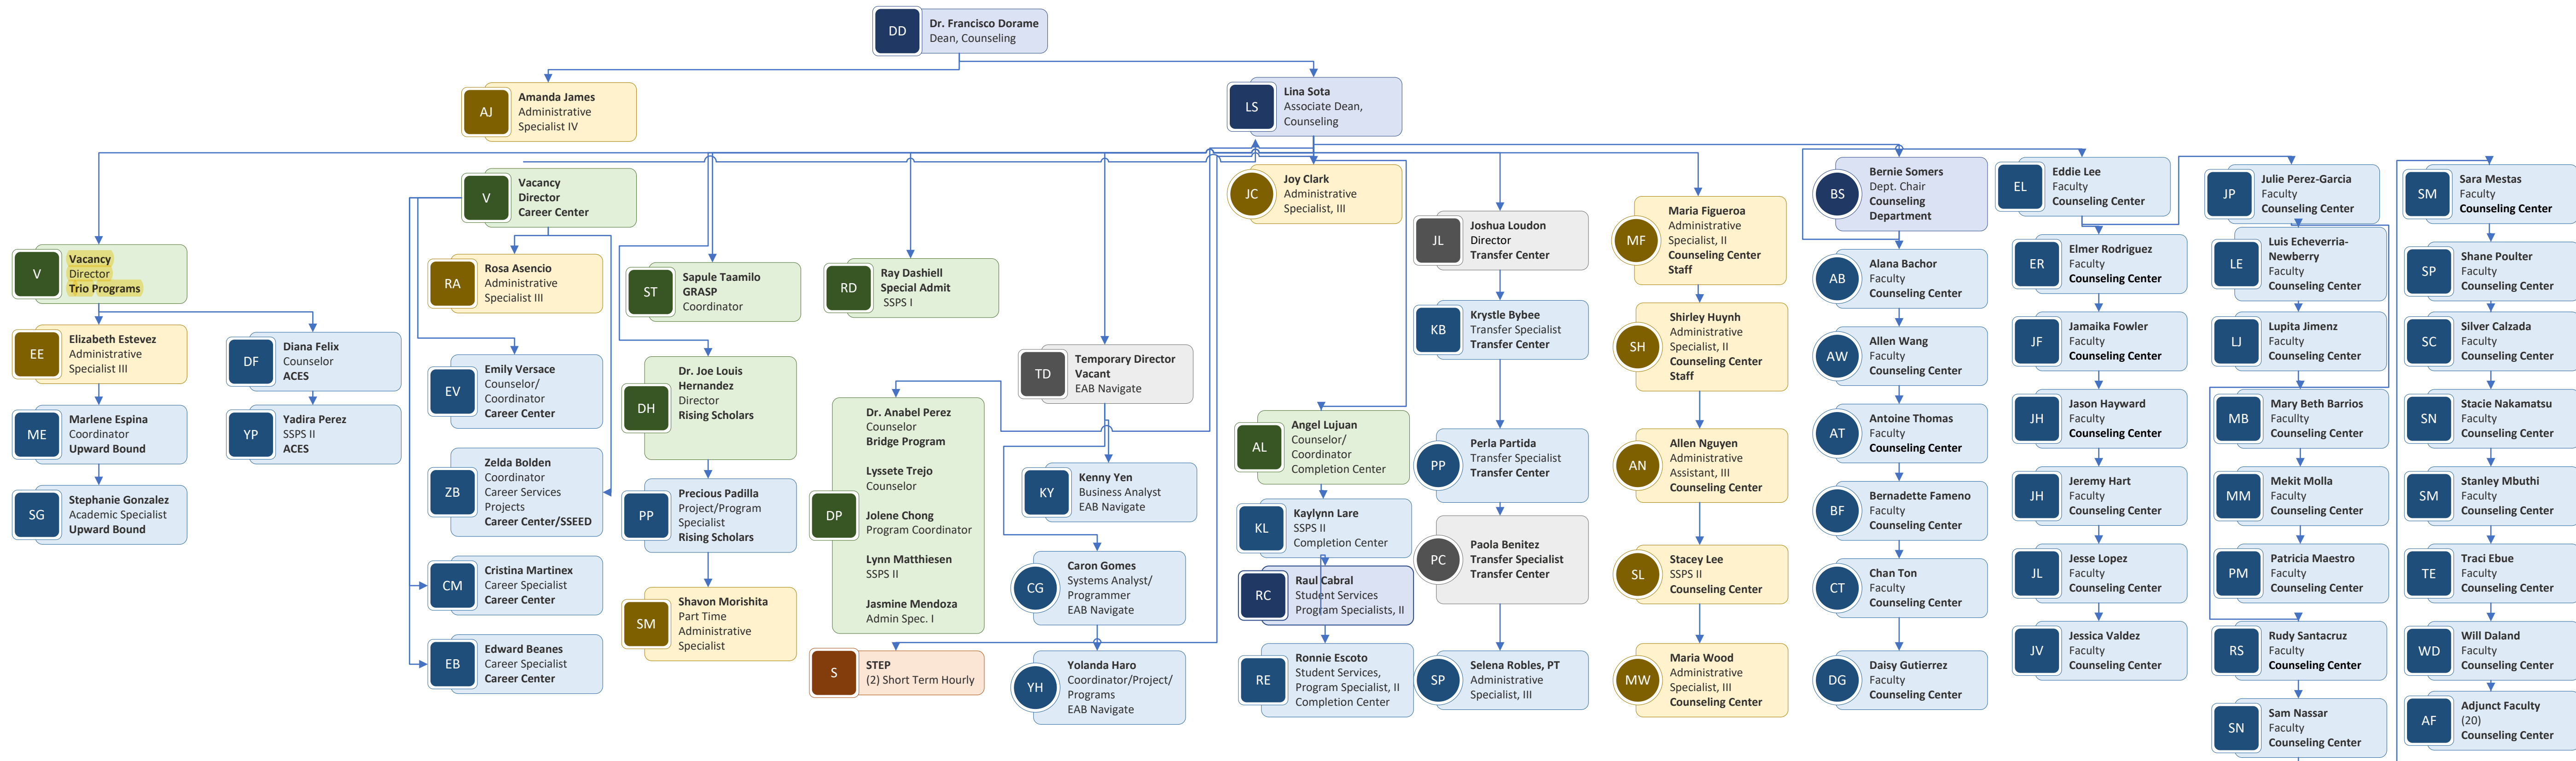 DD
Dr. Francisco Dorame
Dean, Counseling
AJ
Amanda James
Administrative
Specialist IV
LS
Lina Sota
Associate Dean,
Counseling
V
Vacancy
Director
Trio Programs
EE
Elizabeth Estevez
Administrative
Specialist III
ME
Marlene Espina
Coordinator
Upward Bound
SG
Stephanie Gonzalez
Academic Specialist
Upward Bound
DF
Diana Felix
Counselor
ACES
YP
Yadira Perez
SSPS II
ACES
V
Vacancy
Director
Career Center
RA
Rosa Asencio
Administrative
Specialist III
EV
Emily Versace
Counselor/
Coordinator
Career Center
ZB
Zelda Bolden
Coordinator
Career Services
Projects
Career Center/SSEED
CM
Cristina Martinex
Career Specialist
Career Center
EB
Edward Beanes
Career Specialist
Career Center
ST
Sapule Taamilo
GRASP
Coordinator
DH
Dr. Joe Louis
Hernandez
Director
Rising Scholars
PP
Precious Padilla
Project/Program
Specialist
Rising Scholars
SM
Shavon Morishita
Part Time
Administrative
Specialist
RD
Ray Dashiell
Special Admit
SSPS I
DP
Dr. Anabel Perez
Counselor
Bridge Program
Lyssete Trejo
Counselor
Jolene Chong
Program Coordinator
Lynn Matthiesen
SSPS II
Jasmine Mendoza
Admin Spec. I
S
STEP
(2) Short Term Hourly
TD
Temporary Director
Vacant
EAB Navigate
KY
Kenny Yen
Business Analyst
EAB Navigate
CG
Caron Gomes
Systems Analyst/
Programmer
EAB Navigate
YH
Yolanda Haro
Coordinator/Project/
Programs
EAB Navigate
JC
Joy Clark
Administrative
Specialist, III
AL
Angel Lujuan
Counselor/
Coordinator
Completion Center
KL
Kaylynn Lare
SSPS II
Completion Center
RC
Raul Cabral
Student Services
Program Specialists, II
RE
Ronnie Escoto
Student Services,
Program Specialist, II
Completion Center
JL
Joshua Loudon
Director
Transfer Center
KB
Krystle Bybee
Transfer Specialist
Transfer Center
PP
Perla Partida
Transfer Specialist
Transfer Center
PC
Paola Benitez
Transfer Specialist
Transfer Center
SP
Selena Robles, PT
Administrative
Specialist, III
MF
Maria Figueroa
Administrative
Specialist, II
Counseling Center
Staff
SH
Shirley Huynh
Administrative
Specialist, II
Counseling Center
Staff
AN
Allen Nguyen
Administrative
Assistant, III
Counseling Center
SL
Stacey Lee
SSPS II
Counseling Center
MW
Maria Wood
Administrative
Specialist, III
Counseling Center
BS
Bernie Somers
Dept. Chair
Counseling
Department
AB
Alana Bachor
Faculty
Counseling Center
AW
Allen Wang
Faculty
Counseling Center
AT
Antoine Thomas
Faculty
Counseling Center
BF
Bernadette Fameno
Faculty
Counseling Center
CT
Chan Ton
Faculty
Counseling Center
DG
Daisy Gutierrez
Faculty
Counseling Center
EL
Eddie Lee
Faculty
Counseling Center
ER
Elmer Rodriguez
Faculty
Counseling Center
JF
Jamaika Fowler
Faculty
Counseling Center
JH
Jason Hayward
Faculty
Counseling Center
JH
Jeremy Hart
Faculty
Counseling Center
JL
Jesse Lopez
Faculty
Counseling Center
JV
Jessica Valdez
Faculty
Counseling Center
JP
Julie Perez-Garcia
Faculty
Counseling Center
LE
Luis Echeverria-
Newberry
Faculty
Counseling Center
LJ
Lupita Jimenz
Faculty
Counseling Center
MB
Mary Beth Barrios
Faculty
Counseling Center
MM
Mekit Molla
Faculty
Counseling Center
PM
Patricia Maestro
Faculty
Counseling Center
RS
Rudy Santacruz
Faculty
Counseling Center
SN
Sam Nassar
Faculty
Counseling Center
SM
Sara Mestas
Faculty
Counseling Center
SP
Shane Poulter
Faculty
Counseling Center
SC
Silver Calzada
Faculty
Counseling Center
SN
Stacie Nakamatsu
Faculty
Counseling Center
SM
Stanley Mbuthi
Faculty
Counseling Center
TE
Traci Ebue
Faculty
Counseling Center
WD
Will Daland
Faculty
Counseling Center
AF
Adjunct Faculty
(20)
Counseling Center